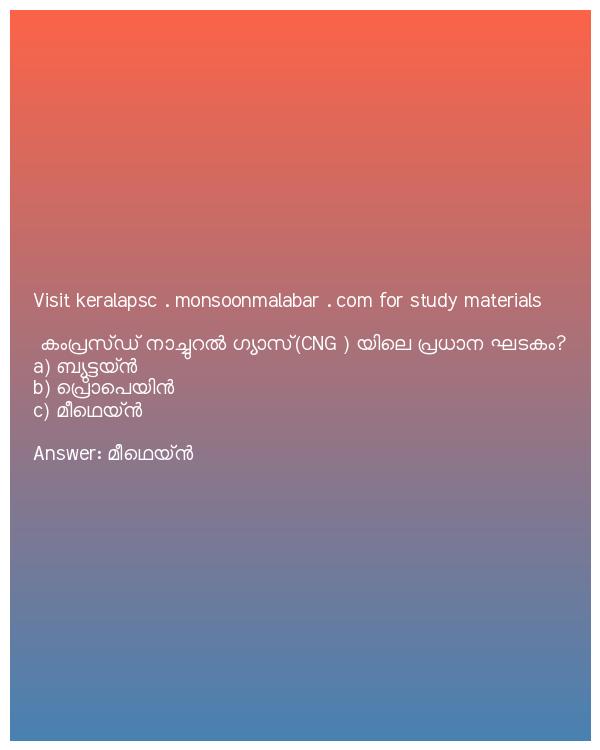 Visit keralapsc . monsoonmalabar . com for study materials
കംപ്രസ്ഡ് നാച്ചുറൽ ഗ്യാസ്(CNG ) യിലെ പ്രധാന ഘടകം?
a) ബ്യുട്ടയ്ൻ
b) പ്രൊപെയിൻ
c) മീഥെയ്ൻ
Answer: മീഥെയ്ൻ